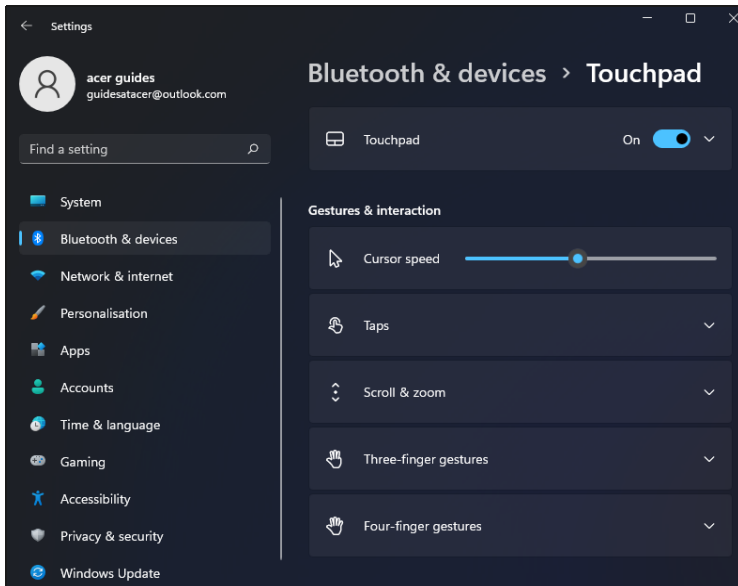 Settings
acer guides
guidesatacer@outlook.com
Find a setting
System
Bluetooth & devices
Network & internet
Personalisation
Apps
Accounts
Time & language
Gaming
Accessibility
Privacy & security
Windows Update
Bluetooth & devices > Touchpad
Touchpad On
Gestures & interaction
Cursor speed
Taps
Scroll & zoom
Three-finger gestures
Four-finger gestures